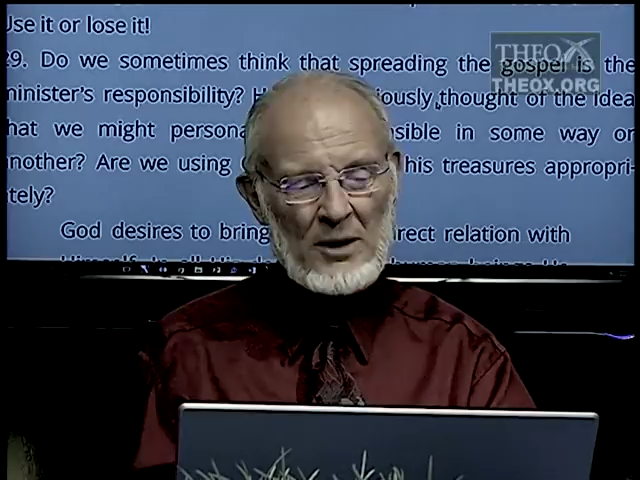 Use it or lose it!
29. Do we sometimes think that spreading the gospel is the
minister's responsibility? H iously thought of the idea
hat we might persona sible in some way or
another? Are we using his treasures appropri-
tely?
God desires to bring irect relation with
THEOX
THEOX.ORG